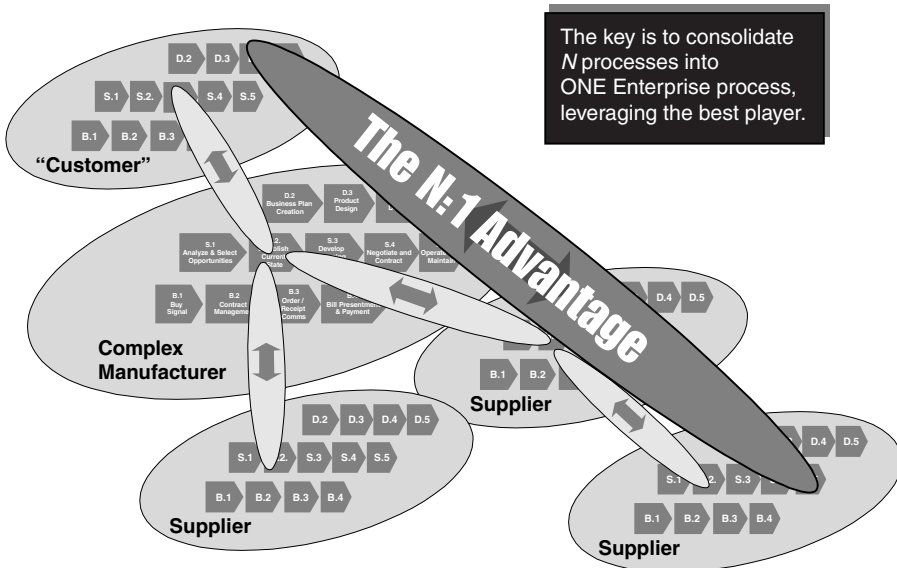 The key is to consolidate
N processes into
ONE Enterprise process,
leveraging the best player.
D.2 D.3
S.1 S.2. S.4 S.5
B.1 B.2 B.3
“Customer”
The N:1 Advantage
D.2
Business Plan
Creation
D.3
Product
Design
S.1
Analyze & Select
Opportunities
S.3
Develop
S.4
Negotiate and
Contract
B.1
Buy
Signal
B.2
Contract
B.3
Order /
Receipt
Comms
Bill Presentment
& Payment
Complex
Manufacturer
D.4 D.5
B.1 B.2
Supplier
D.2 D.3 D.4 D.5
S.1 S.3 S.4 S.5
B.1 B.2 B.3 B.4
Supplier
D.4 D.5
S.1 S.3
B.1 B.2 B.3 B.4
Supplier